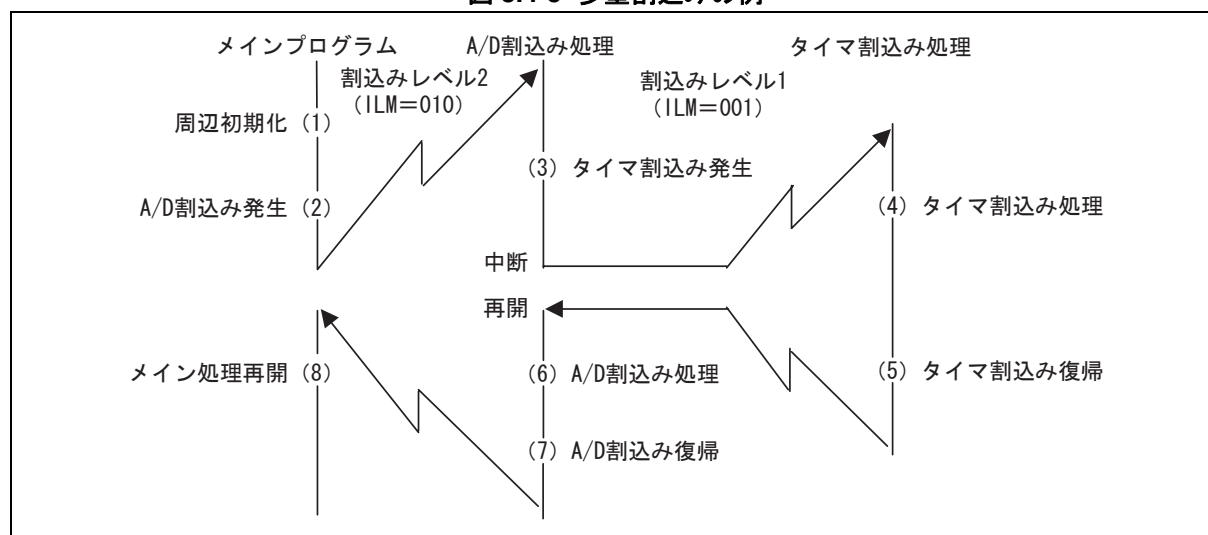 メインプログラム A/D割込み処理 タイマ割込み処理
割込みレベル2
(ILM=010)
割込みレベル1
(ILM=001)
周辺初期化 (1)
(3) タイマ割込み発生
A/D割込み発生 (2)
(4) タイマ割込み処理
中断
再開
メイン処理再開 (8)
(6) A/D割込み処理
(5) タイマ割込み復帰
(7) A/D割込み復帰